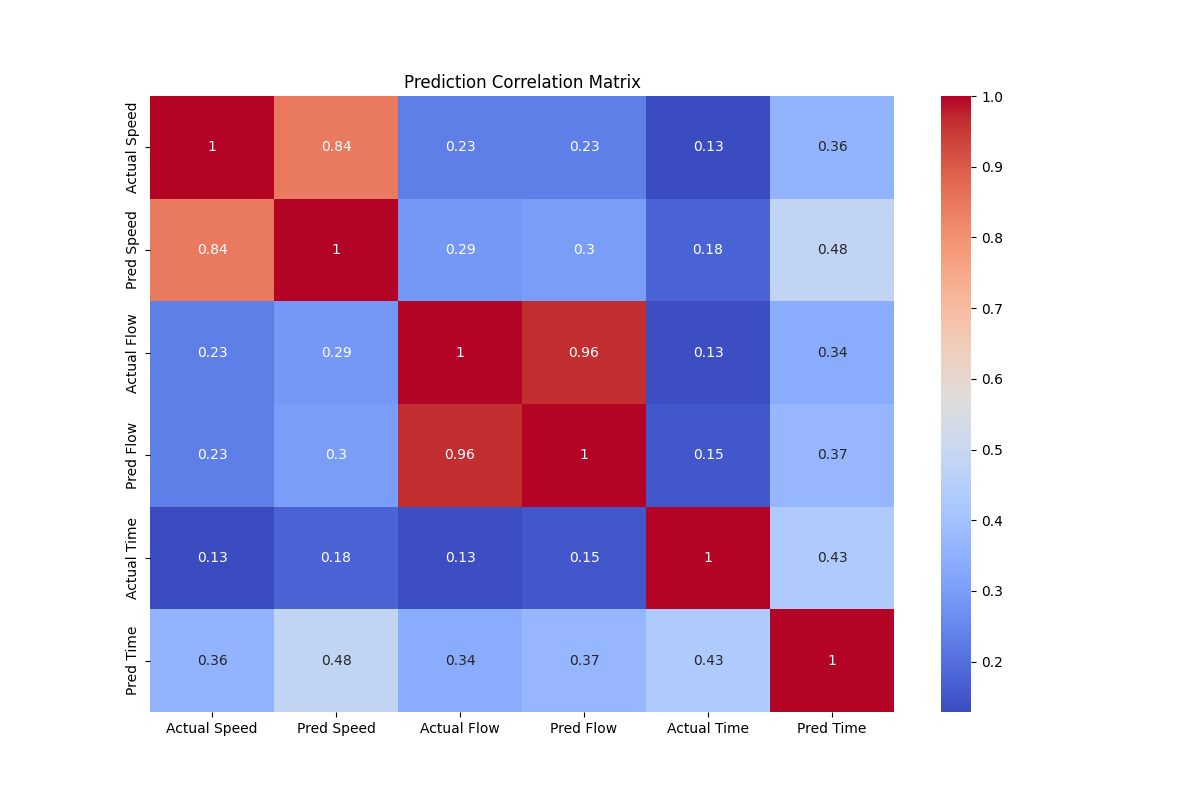 Prediction Correlation Matrix
Actual Speed 1 0.84 0.23 0.23 0.13 0.36
Pred Speed 0.84 1 0.29 0.3 0.18 0.48
Actual Flow 0.23 0.29 1 0.96 0.13 0.34
Pred Flow 0.23 0.3 0.96 1 0.15 0.37
Actual Time 0.13 0.18 0.13 0.15 1 0.43
Pred Time 0.36 0.48 0.34 0.37 0.43 1
Actual Speed Pred Speed Actual Flow Pred Flow Actual Time Pred Time
1.0
0.9
0.8
0.7
0.6
0.5
0.4
0.3
0.2